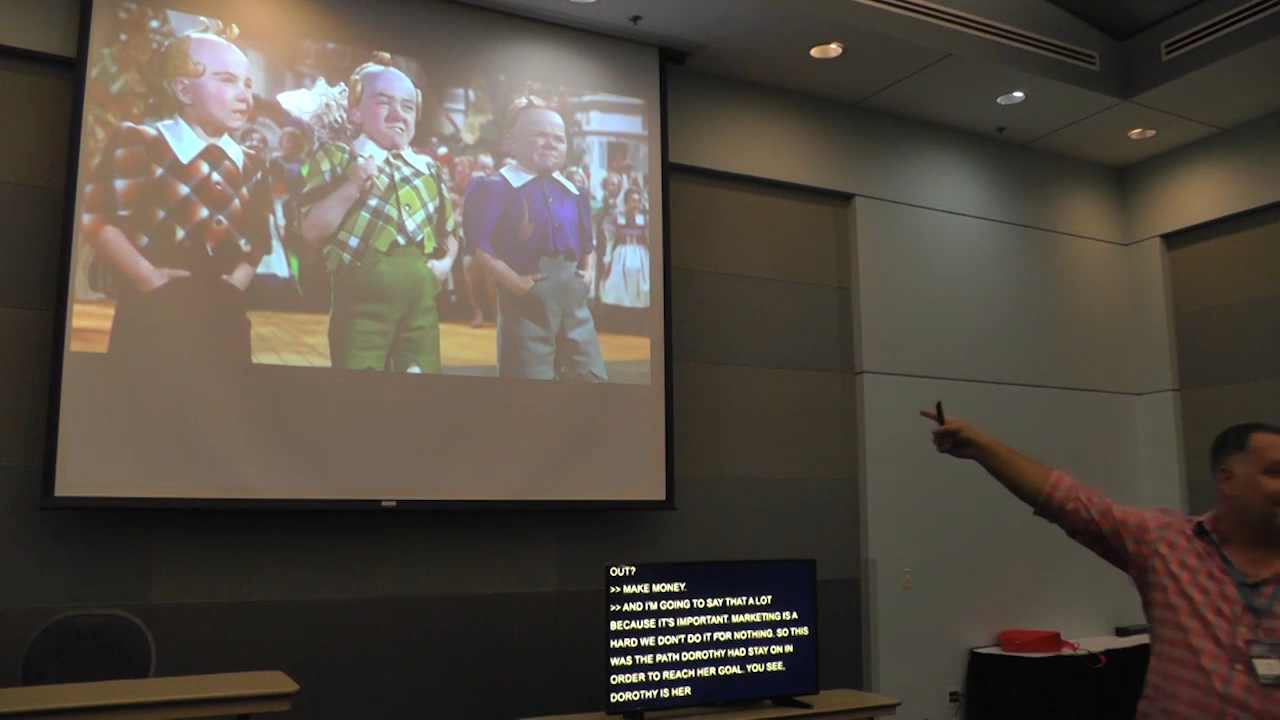 OUT?
>> MAKE MONEY.
>> AND I'M GOING TO SAY THAT A LOT
BECAUSE IT'S IMPORTANT. MARKETING IS A
HARD WE DON'T DO IT FOR NOTHING. SO THIS
WAS THE PATH DOROTHY HAD STAY ON IN
ORDER TO REACH HER GOAL. YOU SEE,
DOROTHY IS HER